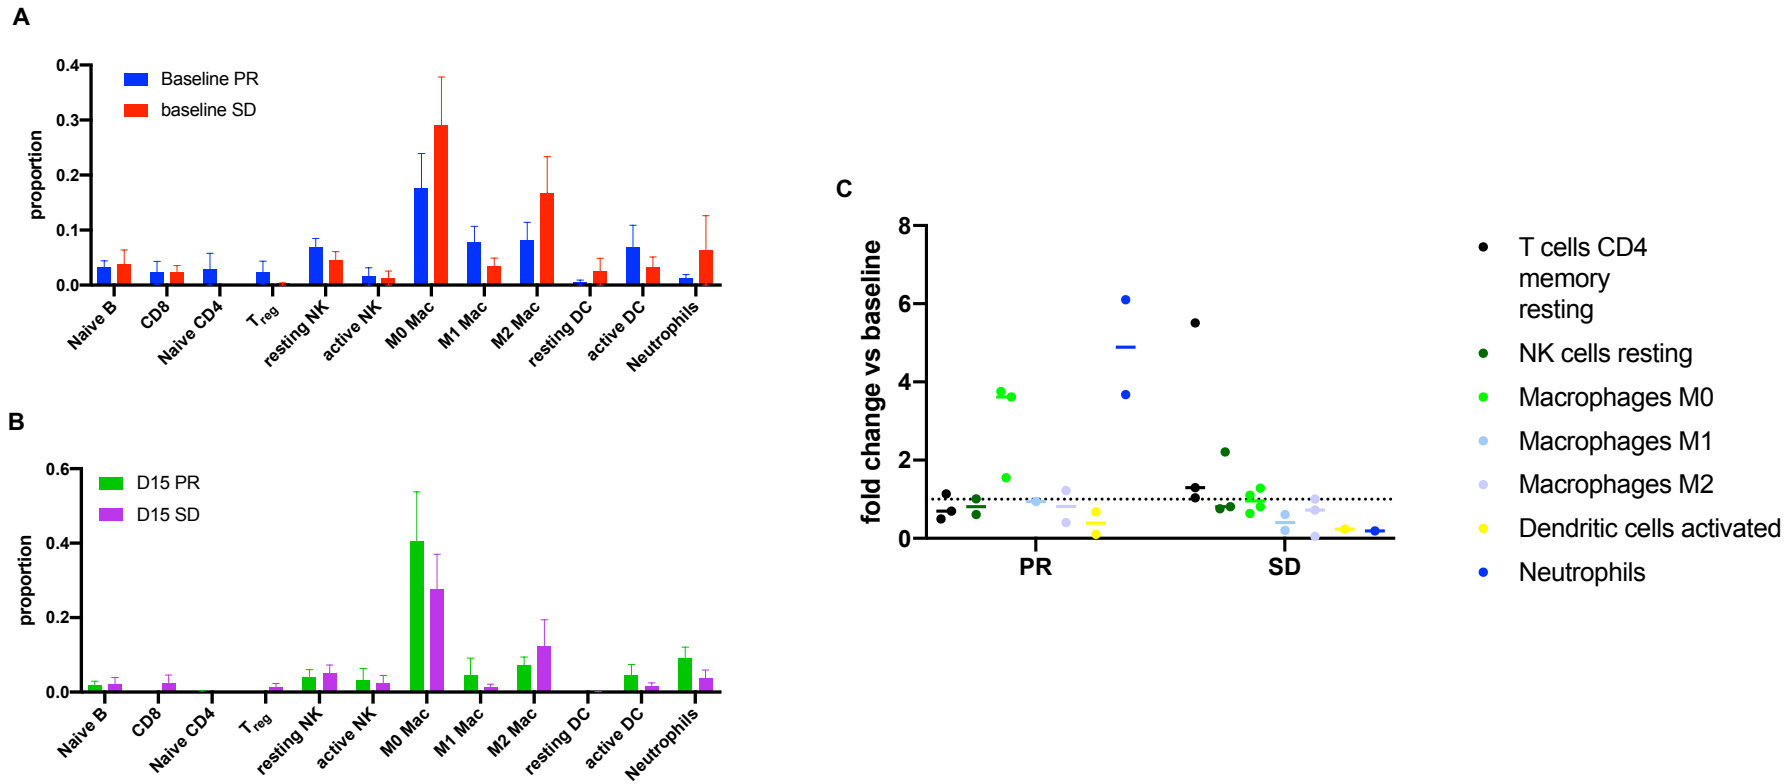 A
0.4
0.3
0.2
0.1
0.0
proportion
Baseline PR
baseline SD
Naive B
CD8
Naive CD4
Treg
resting NK
active NK
M0 Mac
M1 Mac
M2 Mac
resting DC
active DC
Neutrophils
B
0.6
0.4
0.2
0.0
proportion
D15 PR
D15 SD
Naive B
CD8
Naive CD4
Treg
resting NK
active NK
M0 Mac
M1 Mac
M2 Mac
resting DC
active DC
Neutrophils
C
8
6
4
2
0
fold change vs baseline
PR
SD
T cells CD4
memory
resting
NK cells resting
Macrophages M0
Macrophages M1
Macrophages M2
Dendritic cells activated
Neutrophils